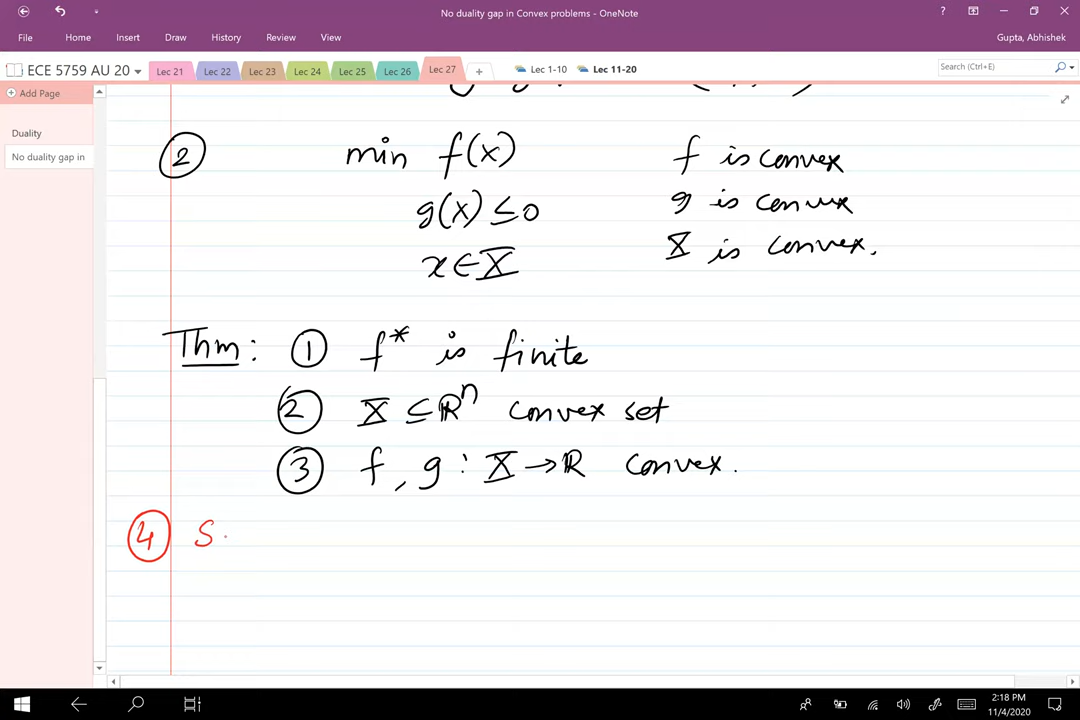 No duality gap in Convex problems - OneNote
File Home Insert Draw History Review View Gupta, Abhishek
ECE 5759 AU 20 Lec 21 Lec 22 Lec 23 Lec 24 Lec 25 Lec 26 Lec 27 + Lec 1-10 Lec 11-20 Search (Ctrl+E)
Add Page
Duality
No duality gap in
② min f(x) f is convex
g(x) ≤ 0 g is convex
x ∈ X X is convex.
Thm: ① f* is finite
② X ⊆ ℝⁿ convex set
③ f, g : X → ℝ convex.
④ S.
2:18 PM
11/4/2020